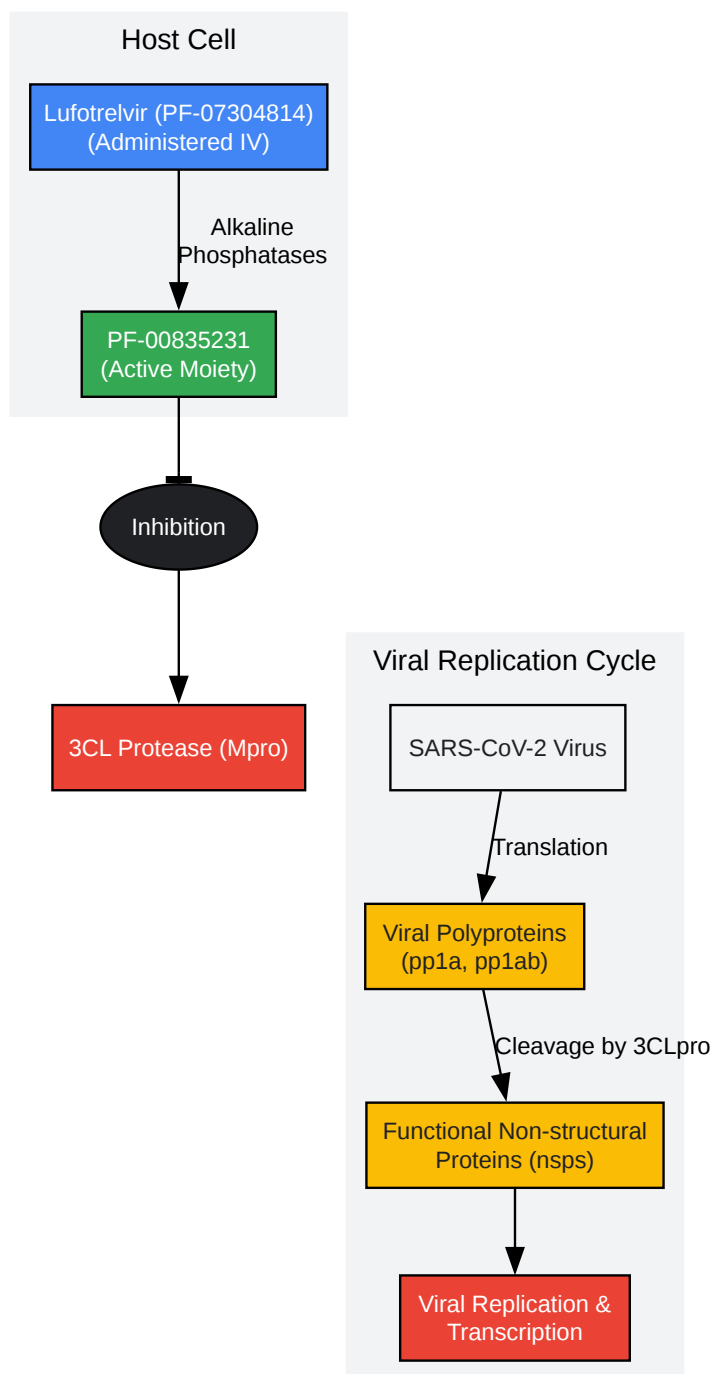 Host Cell
Lufotrelvir (PF-07304814)
(Administered IV)
Alkaline
Phosphatases
PF-00835231
(Active Moiety)
Inhibition
3CL Protease (Mpro)
Viral Replication Cycle
SARS-CoV-2 Virus
Translation
Viral Polyproteins
(pp1a, pp1ab)
Cleavage by 3CLpro
Functional Non-structural
Proteins (nsps)
Viral Replication &
Transcription